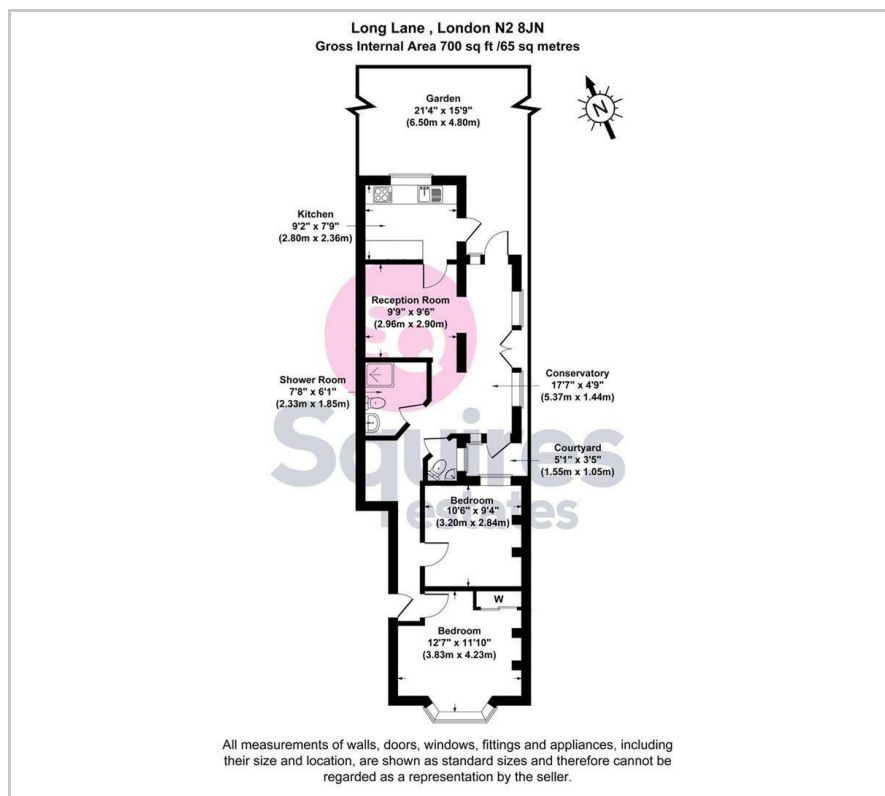 Long Lane , London N2 8JN
Gross Internal Area 700 sq ft /65 sq metres
Garden
21'4" x 15'9"
(6.50m x 4.80m)
N
Kitchen
9'2" x 7'9"
(2.80m x 2.36m)
Reception Room
9'9" x 9'6"
(2.96m x 2.90m)
Shower Room
7'8" x 6'1"
(2.33m x 1.85m)
Conservatory
17'7" x 4'9"
(5.37m x 1.44m)
Squires
estates
Courtyard
5'1" x 3'5"
(1.55m x 1.05m)
Bedroom
10'6" x 9'4"
(3.20m x 2.84m)
W
Bedroom
12'7" x 11'10"
(3.83m x 4.23m)
All measurements of walls, doors, windows, fittings and appliances, including
their size and location, are shown as standard sizes and therefore cannot be
regarded as a representation by the seller.